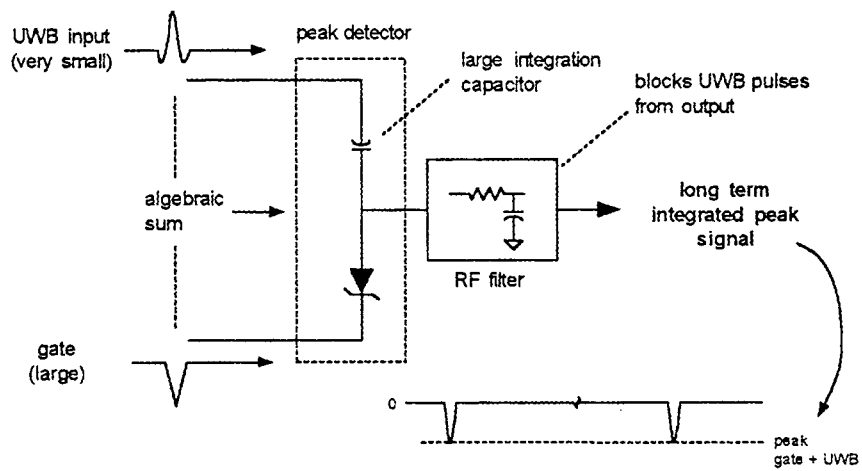 UWB input
(very small)
peak detector
large integration
capacitor
blocks UWB pulses
from output
algebraic
sum
long term
integrated peak
signal
RF filter
gate
(large)
0
peak
gate + UWB